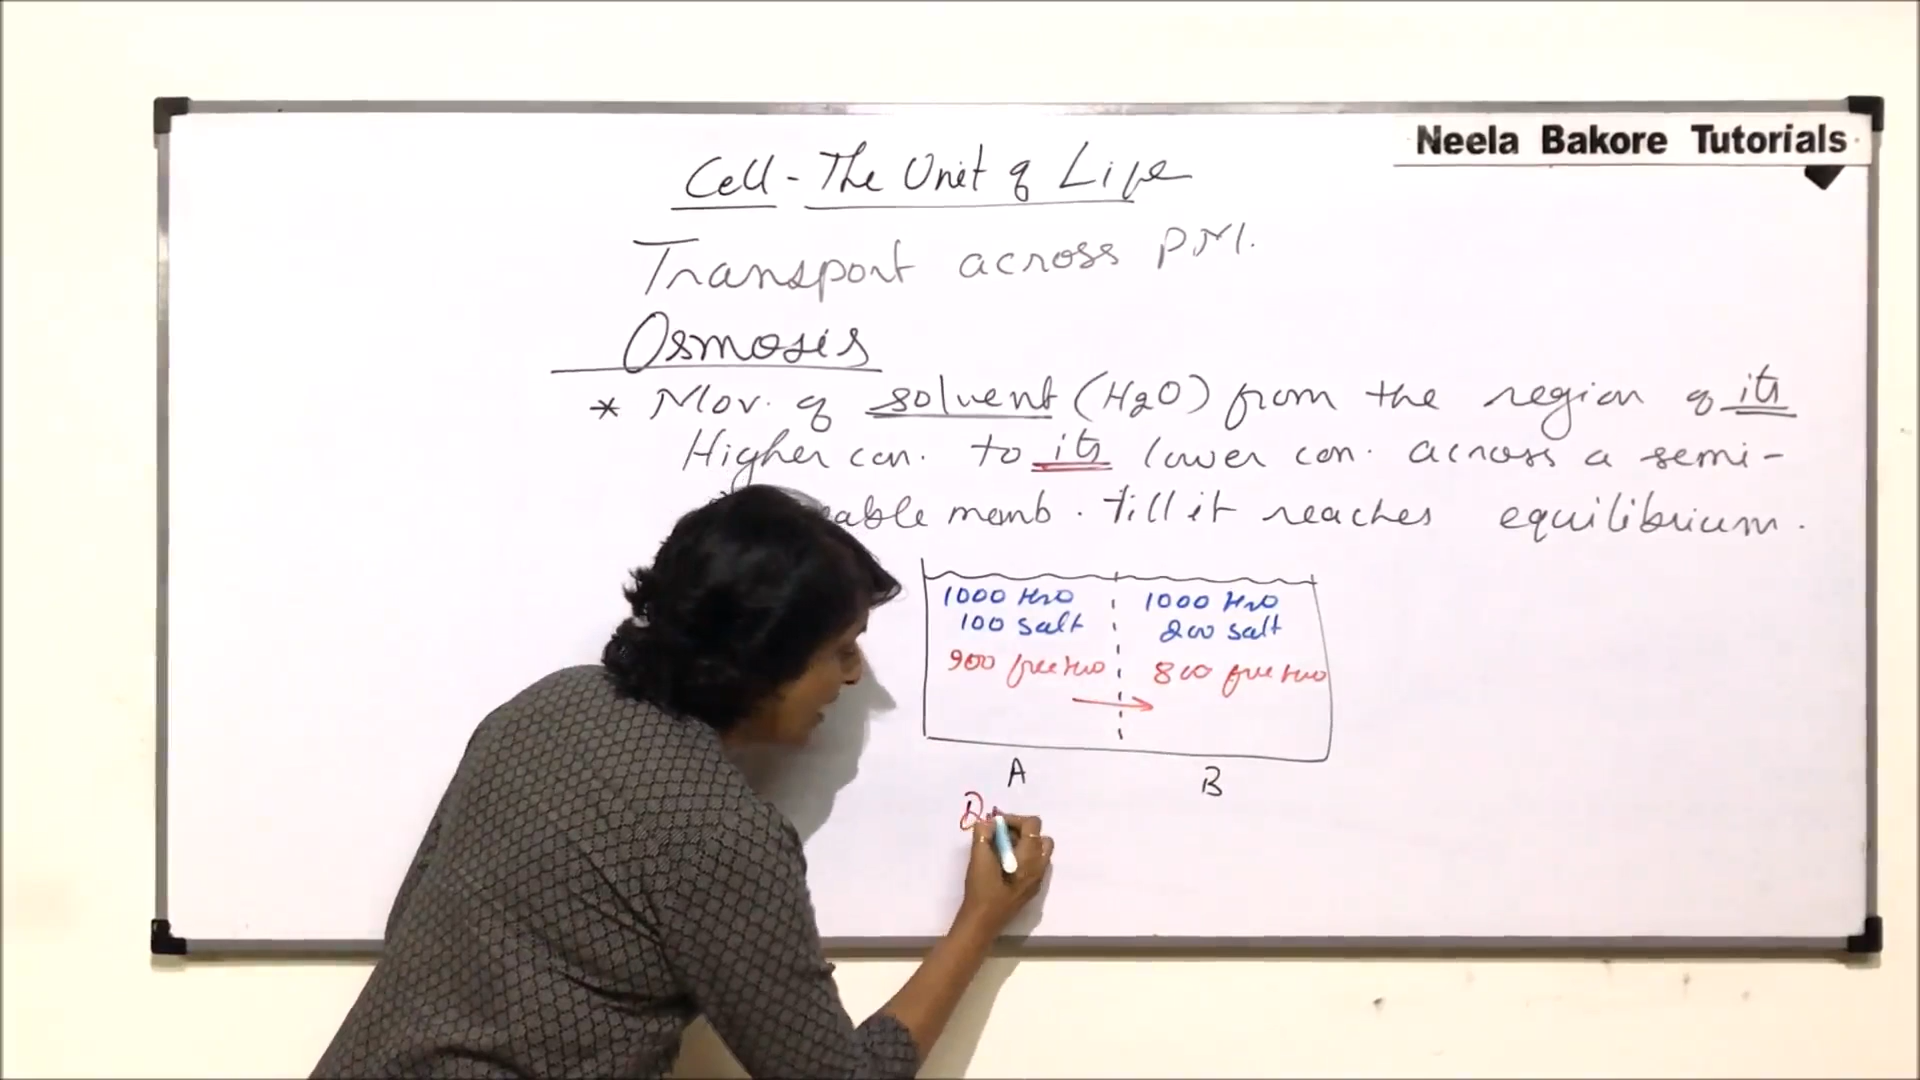 Neela Bakore Tutorials
Cell - The Unit of Life
Transport across P.M.
Osmosis
* Mov. of solvent (H2O) from the region of its
Higher con. to its lower con. across a semi-
eable memb. till it reaches equilibrium.
1000 H2O 1000 H2O
100 salt 200 salt
900 free H2O 800 free H2O
A B